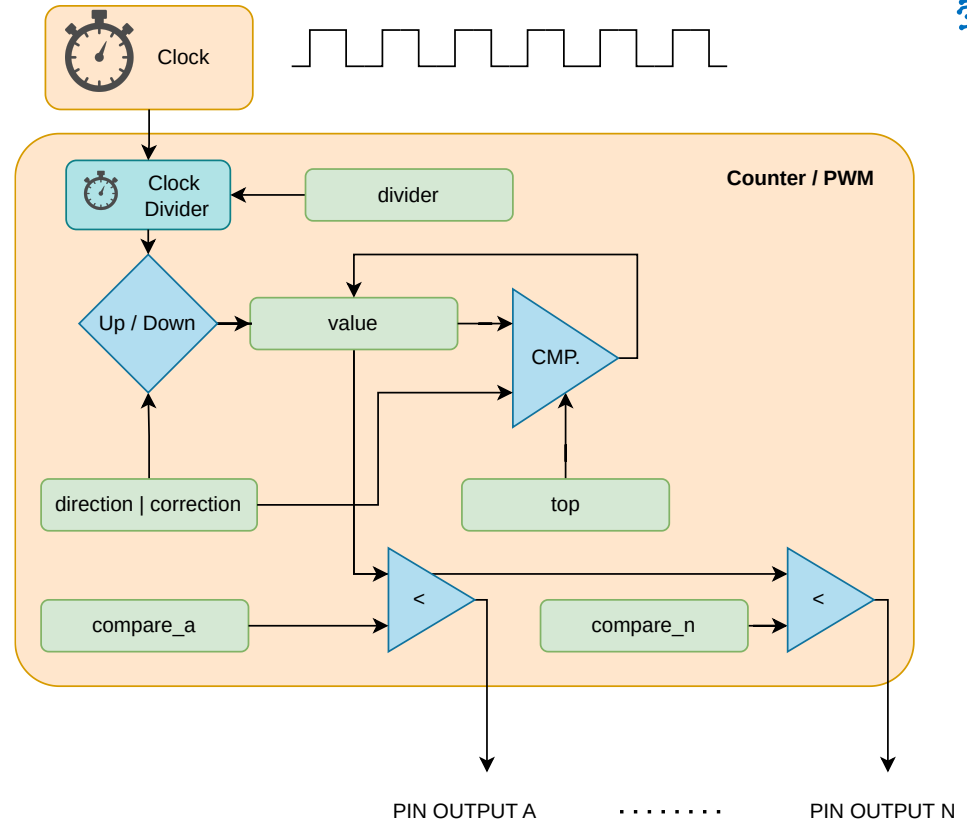 Clock
Counter / PWM
Clock
Divider
divider
Up / Down
value
CMP.
direction | correction
top
<
<
compare_a
compare_n
PIN OUTPUT A
........
PIN OUTPUT N